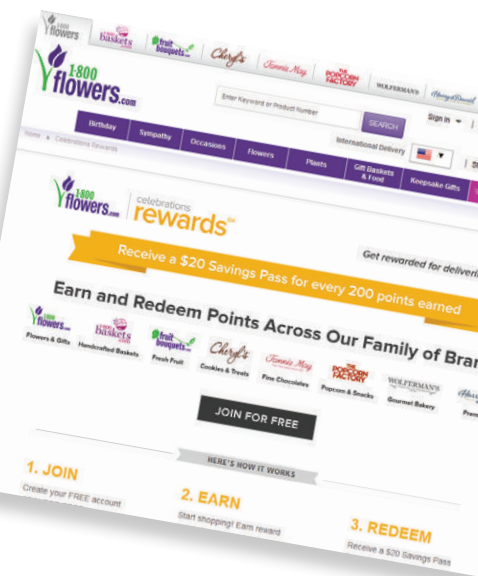 1-800 flowers
1-800 baskets
fruit bouquets
Cheryl's
Fannie May
THE POPCORN FACTORY
WOLFERMAN'S
Harry & David
1-800 flowers.com
Enter Keyword or Product Number
SEARCH
Sign in
International Delivery
Birthday
Sympathy
Occasions
Flowers
Plants
Gift Baskets & Food
Keepsake Gifts
Home
Celebrations Rewards
1-800 flowers.com
celebrations
rewards
Get rewarded for deliveri
Receive a $20 Savings Pass for every 200 points earned
Earn and Redeem Points Across Our Family of Bran
1-800 flowers
baskets
fruit bouquets
Cheryl's
Fannie May
THE POPCORN FACTORY
WOLFERMAN'S
Flowers & Gifts
Handcrafted Baskets
Fresh Fruit
Cookies & Treats
Fine Chocolates
Popcorn & Snacks
Gourmet Bakery
JOIN FOR FREE
HERE'S HOW IT WORKS
1. JOIN
Create your FREE account
2. EARN
Start shopping! Earn reward
3. REDEEM
Receive a $20 Savings Pass